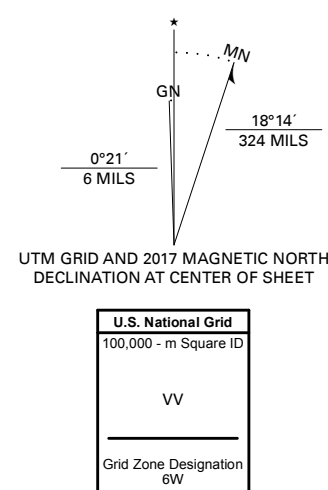 MN
GN
18°14´
324 MILS
0°21´
6 MILS
UTM GRID AND 2017 MAGNETIC NORTH
DECLINATION AT CENTER OF SHEET
U.S. National Grid
100,000 - m Square ID
VV
Grid Zone Designation
6W